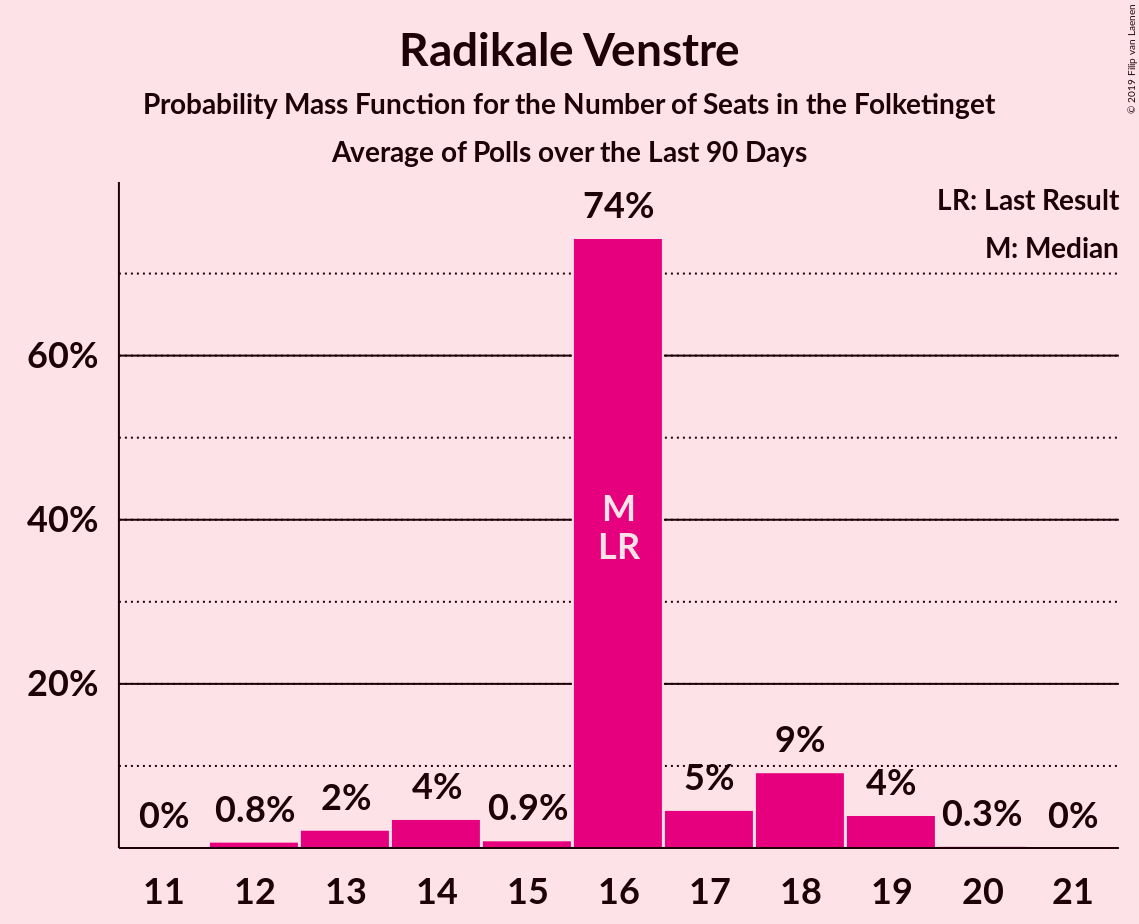 Radikale Venstre
Probability Mass Function for the Number of Seats in the Folketinget
Average of Polls over the Last 90 Days
© 2019 Filip van Laenen
LR: Last Result
M: Median
60%
40%
20%
0%
0.8%
2%
4%
0.9%
74%
5%
9%
4%
0.3%
0%
M
LR
11 12 13 14 15 16 17 18 19 20 21